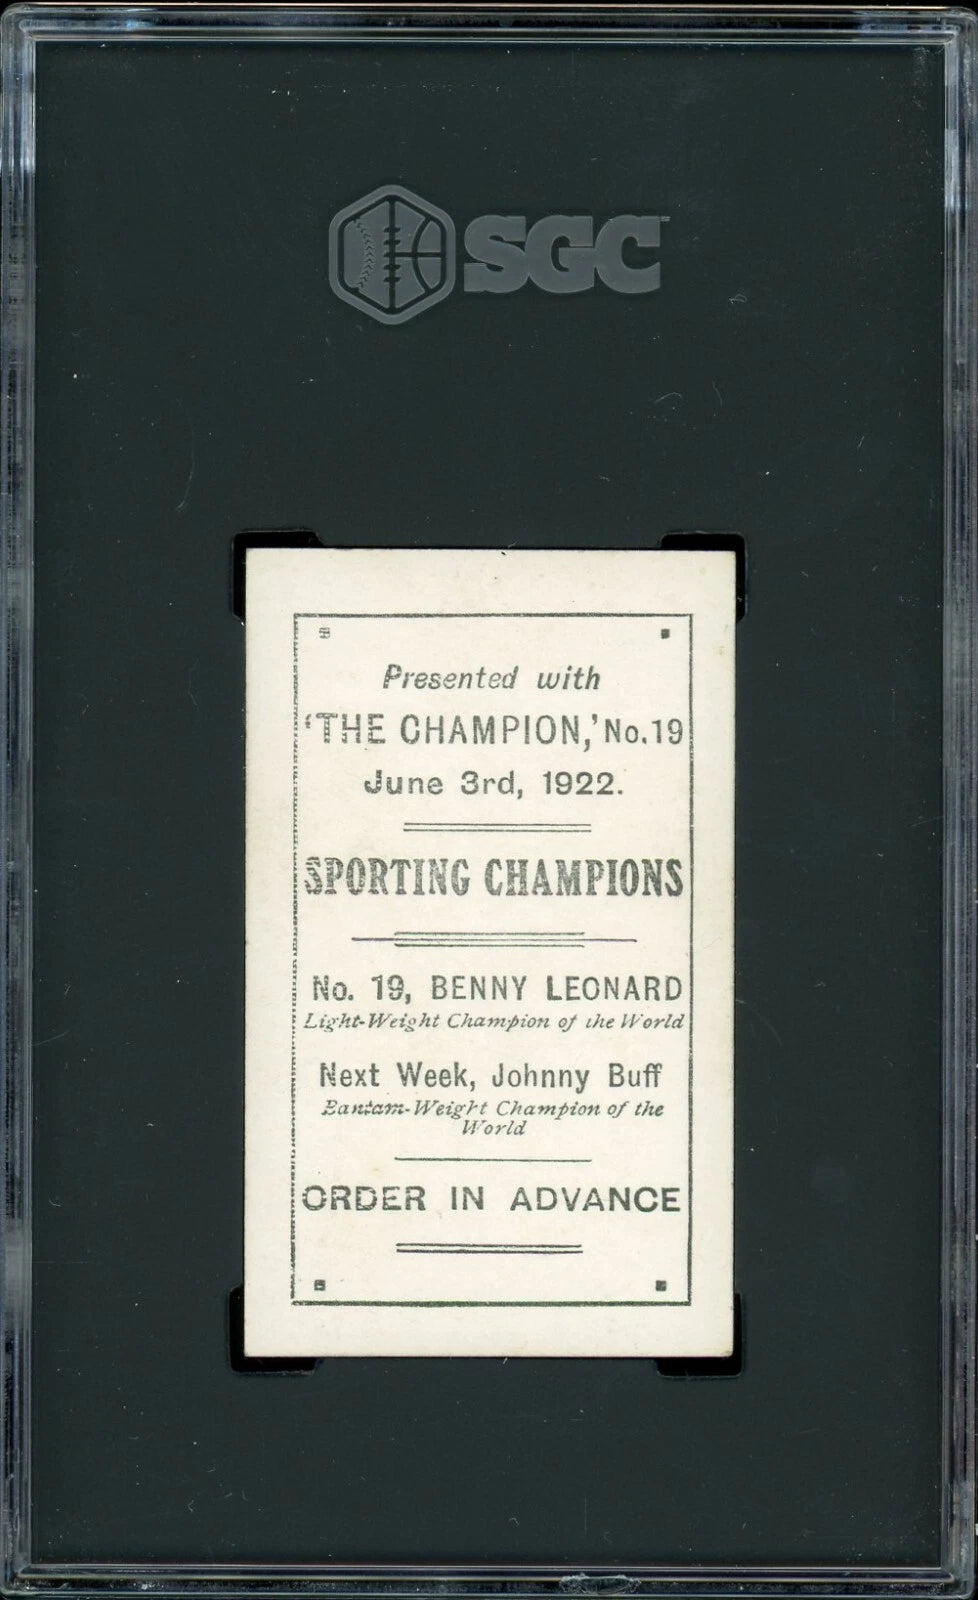 SGC
Presented with
'THE CHAMPION,' No. 19
June 3rd, 1922.
SPORTING CHAMPIONS
No. 19, BENNY LEONARD
Light-Weight Champion of the World
Next Week, Johnny Buff
Bantam-Weight Champion of the
World
ORDER IN ADVANCE